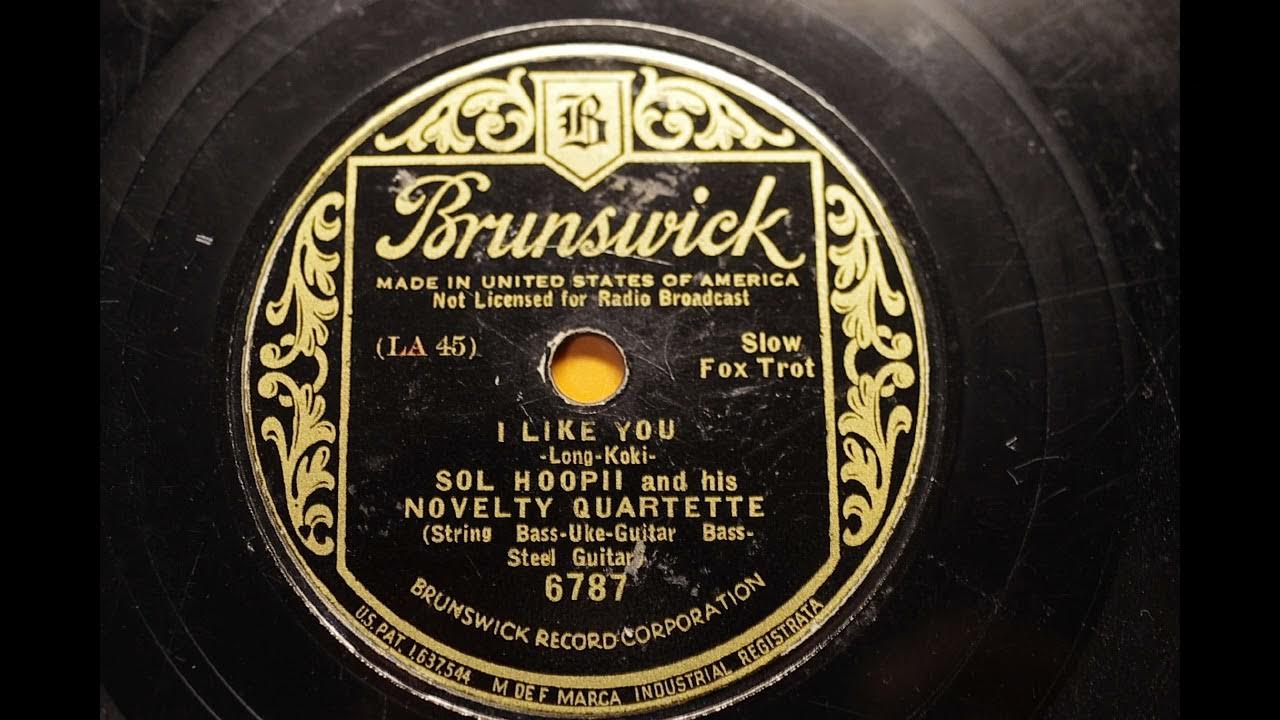 B
Brunswick
MADE IN UNITED STATES OF AMERICA
Not Licensed for Radio Broadcast
(LA 45)
Slow
Fox Trot
I LIKE YOU
-Long-Koki-
SOL HOOPII and his
NOVELTY QUARTETTE
(String Bass-Uke-Guitar Bass-
Steel Guitar)
6787
BRUNSWICK RECORD CORPORATION
U.S. PAT. 1,637,544 M DE F MARCA INDUSTRIAL REGISTRATA